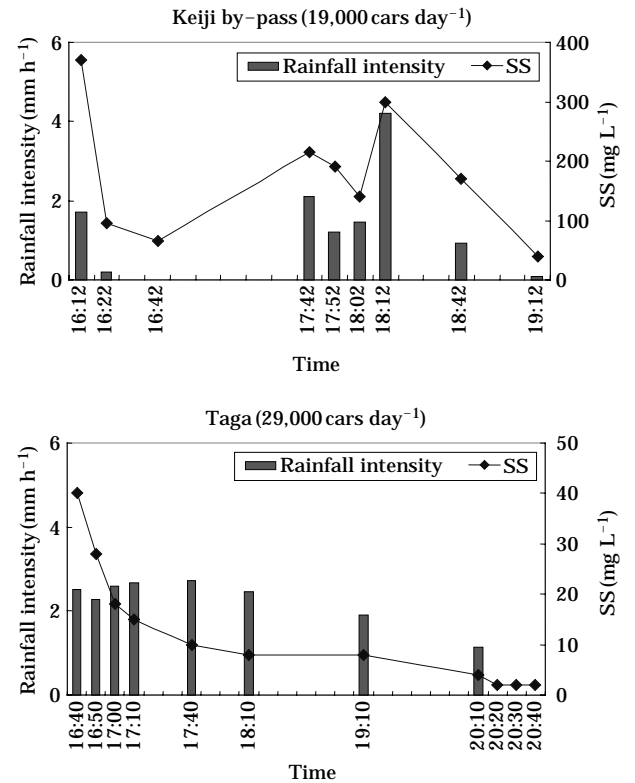 Keiji by-pass (19,000 cars day⁻¹)
Rainfall intensity SS
Rainfall intensity (mm h⁻¹)
6
4
2
0
400
300
200
100
0
SS (mg L⁻¹)
16:12 16:22 16:42 17:42 17:52 18:02 18:12 18:42 19:12
Time
Taga (29,000 cars day⁻¹)
Rainfall intensity SS
Rainfall intensity (mm h⁻¹)
6
4
2
0
50
40
30
20
10
0
SS (mg L⁻¹)
16:40 16:50 17:00 17:10 17:40 18:10 19:10 20:10 20:20 20:30 20:40
Time